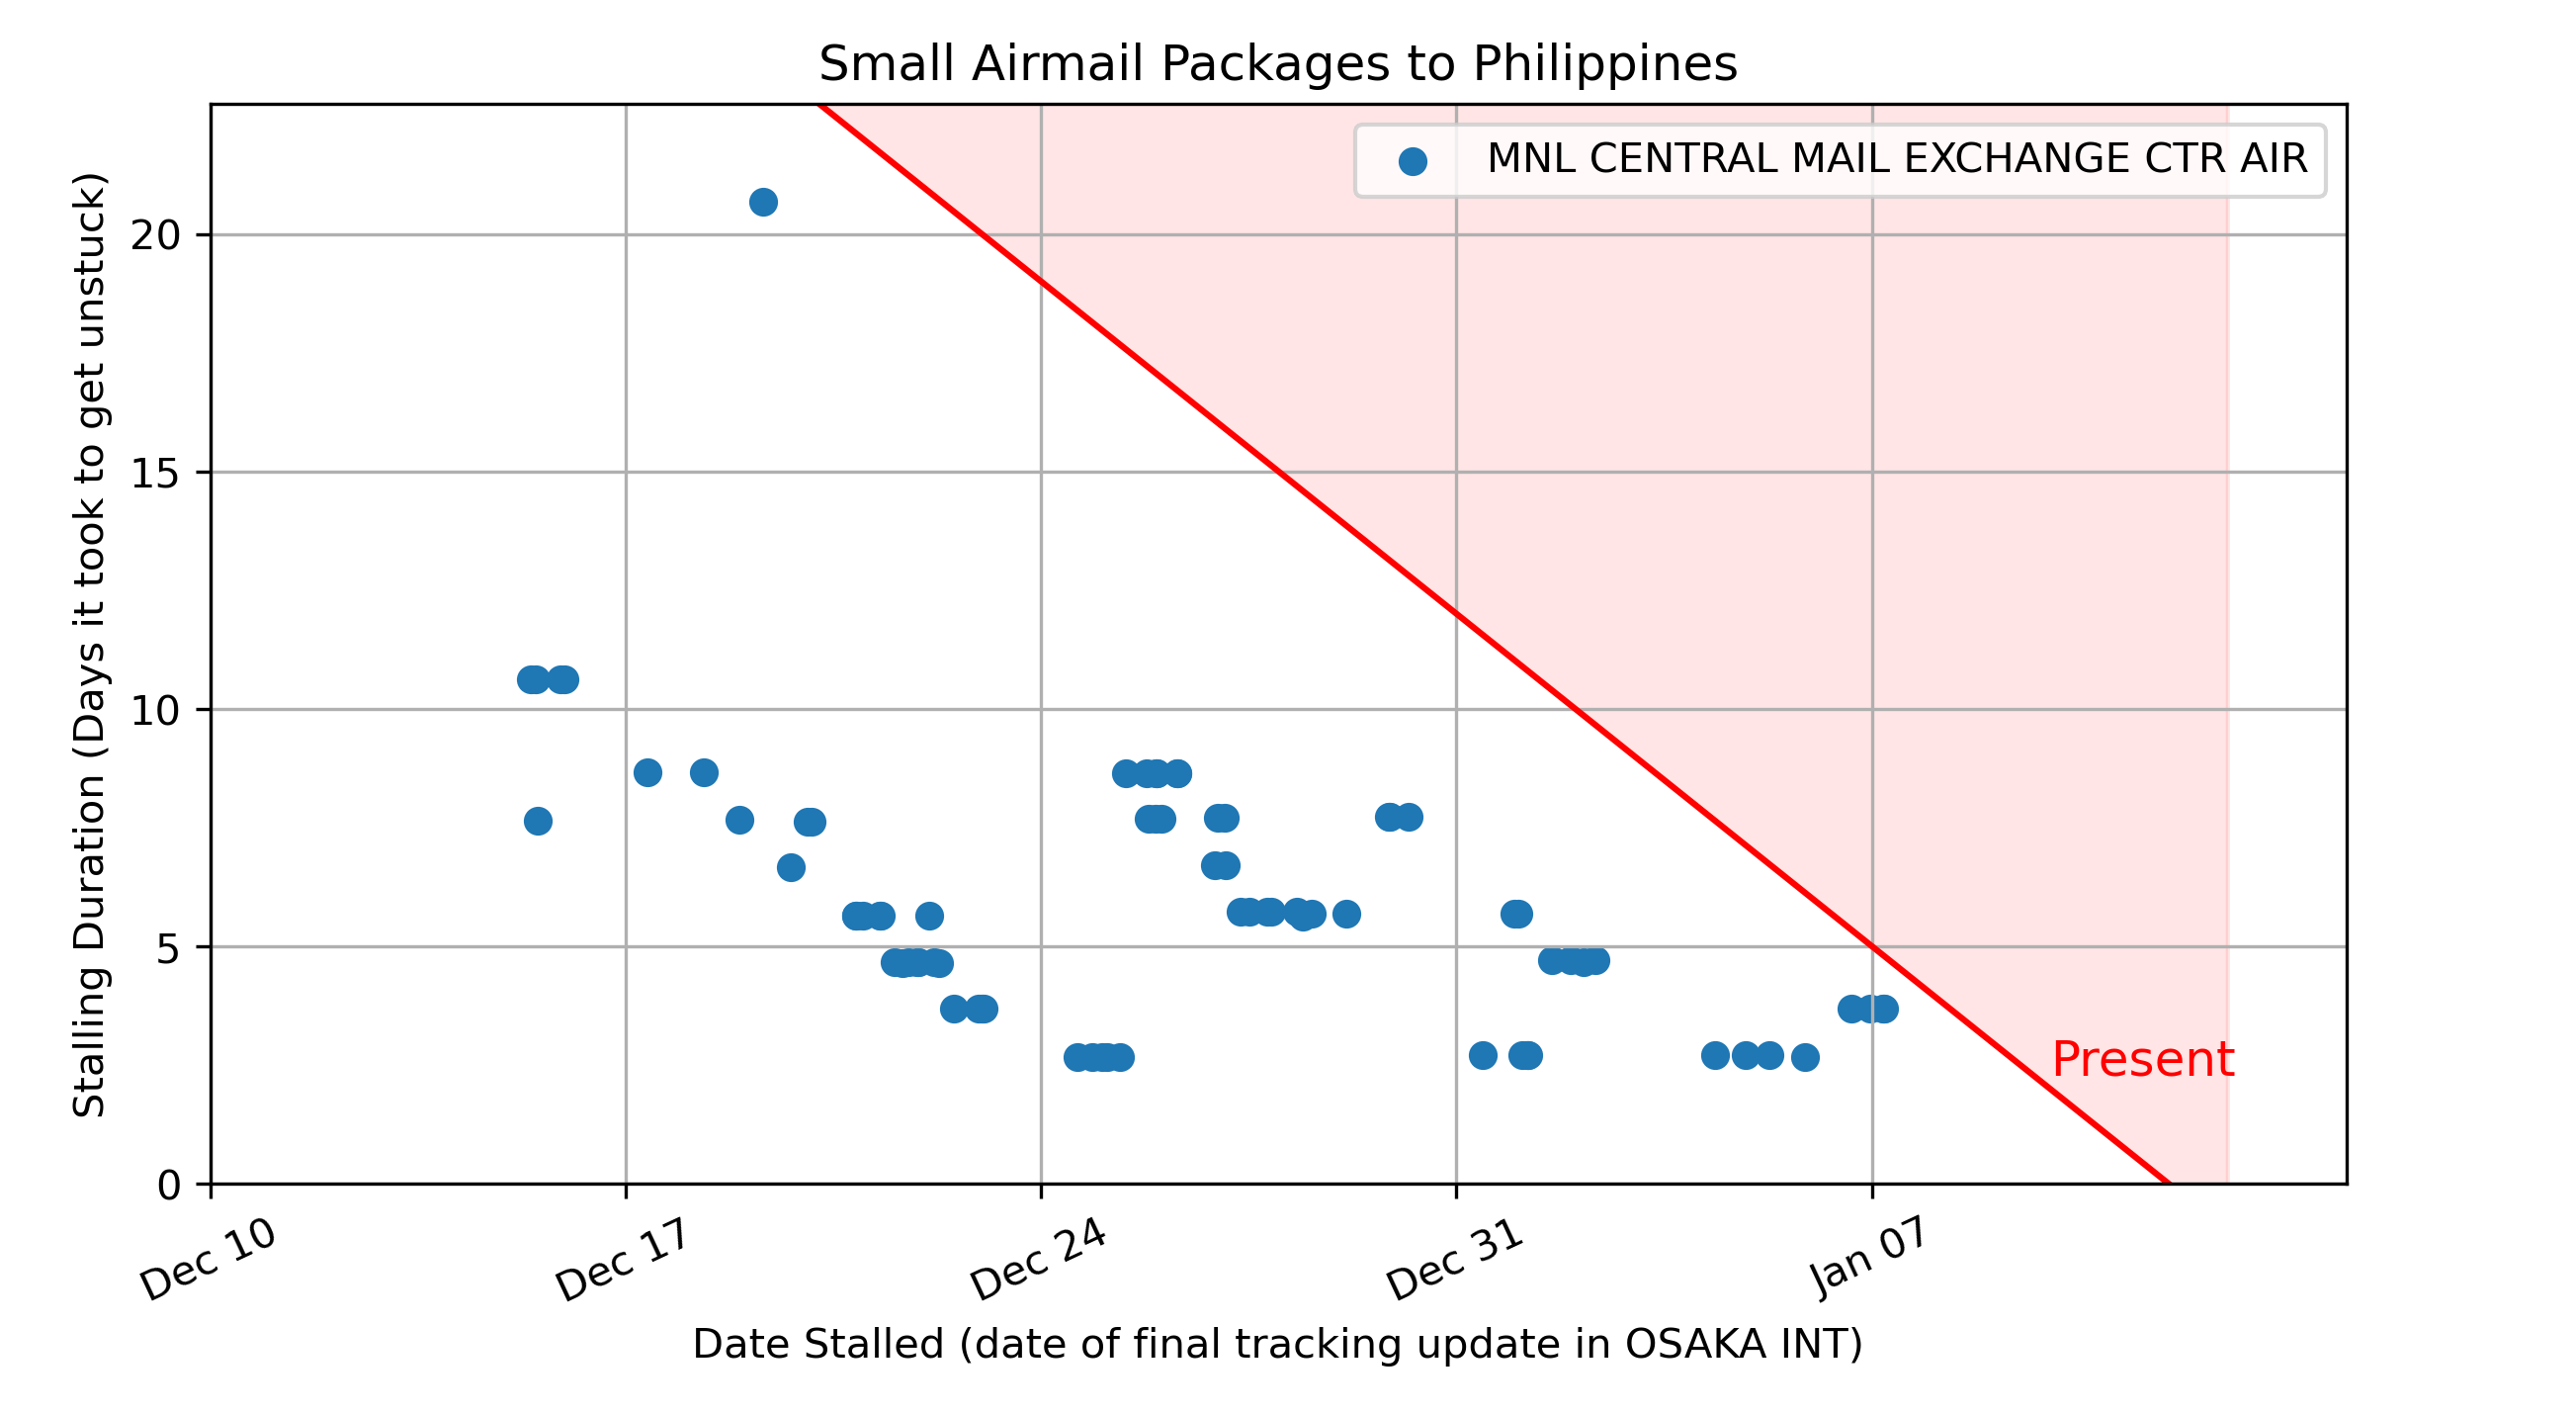 Small Airmail Packages to Philippines
MNL CENTRAL MAIL EXCHANGE CTR AIR
Stalling Duration (Days it took to get unstuck)
20
15
10
5
0
Present
Dec 10
Dec 17
Dec 24
Dec 31
Jan 07
Date Stalled (date of final tracking update in OSAKA INT)